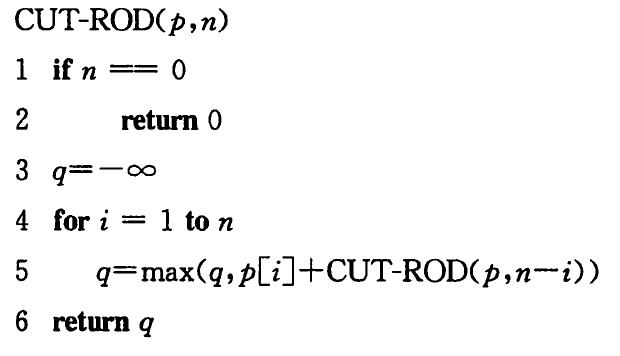 CUT-ROD(p,n)
1 if n == 0
2 return 0
3 q=-∞
4 for i = 1 to n
5 q=max(q,p[i]+CUT-ROD(p,n-i))
6 return q